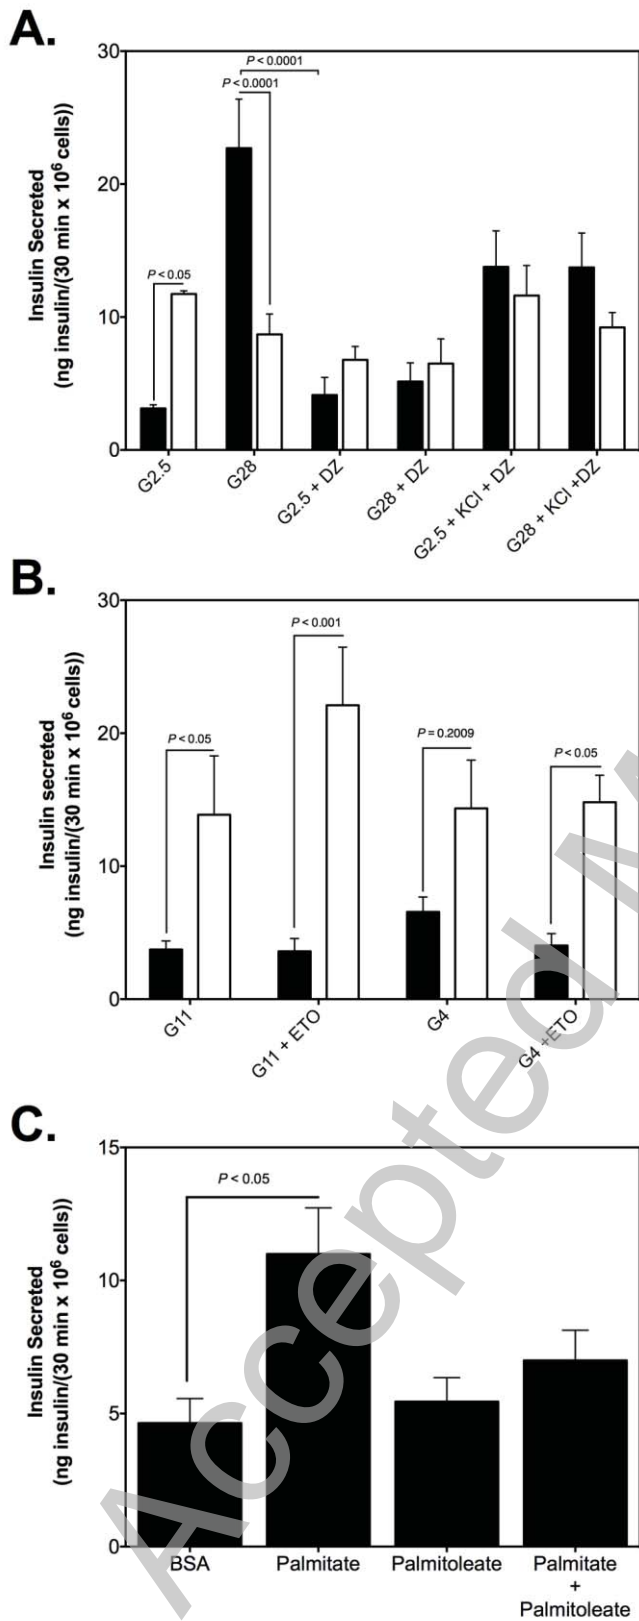 A.
Insulin Secreted
(ng insulin/(30 min x 10⁶ cells))
30
20
10
0
P < 0.0001
P < 0.0001
P < 0.05
G2.5
G28
G2.5 + DZ
G28 + DZ
G2.5 + KCl + DZ
G28 + KCl +DZ
B.
Insulin secreted
(ng insulin/(30 min x 10⁶ cells))
30
20
10
0
P < 0.05
P < 0.001
P = 0.2009
P < 0.05
G11
G11 + ETO
G4
G4 +ETO
C.
Insulin Secreted
(ng insulin/(30 min x 10⁶ cells))
15
10
5
0
P < 0.05
BSA
Palmitate
Palmitoleate
Palmitate
+
Palmitoleate
Accepted M